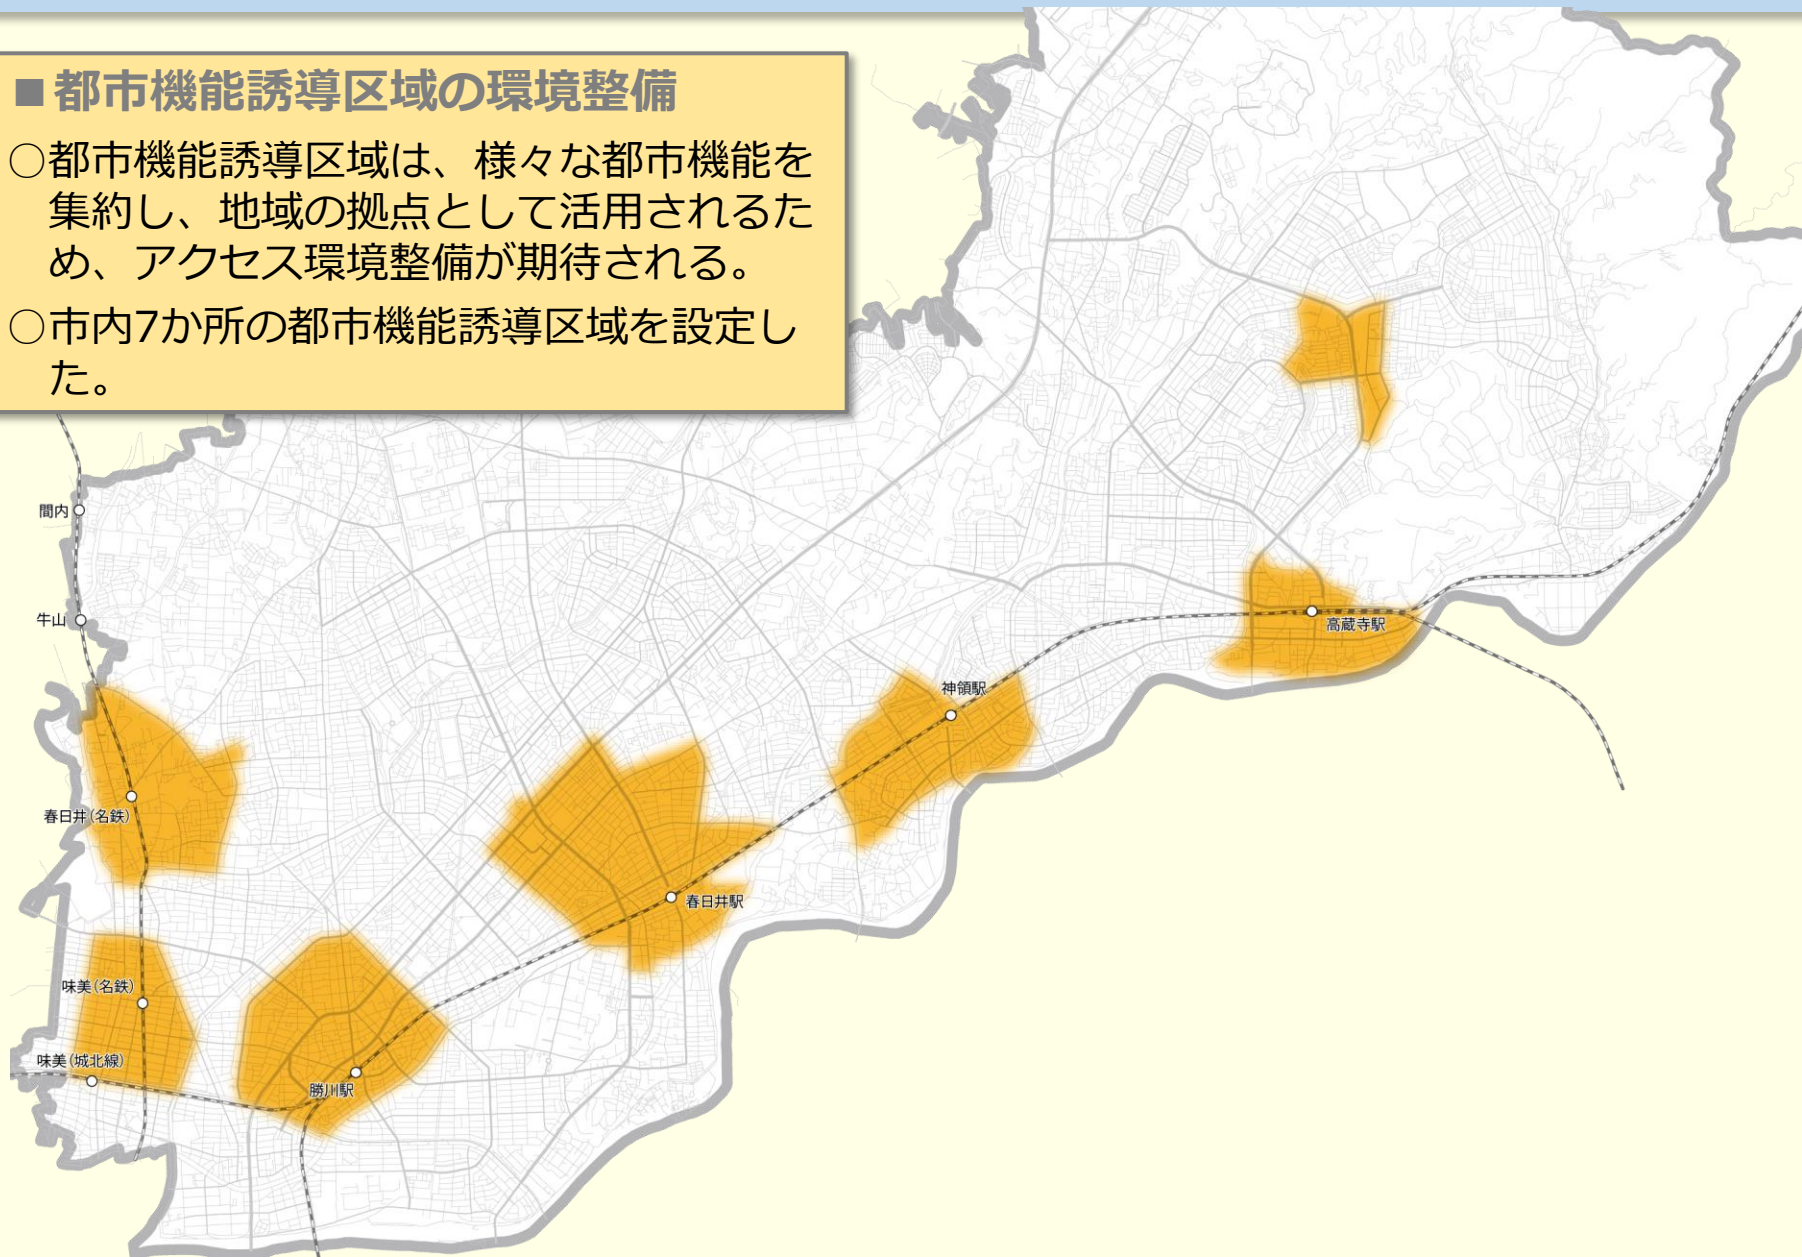 ■都市機能誘導区域の環境整備
○都市機能誘導区域は、様々な都市機能を
集約し、地域の拠点として活用されるた
め、アクセス環境整備が期待される。
○市内7か所の都市機能誘導区域を設定し
た。
間内
牛山
高蔵寺駅
神領駅
春日井(名鉄)
春日井駅
味美(名鉄)
味美(城北線)
勝川駅